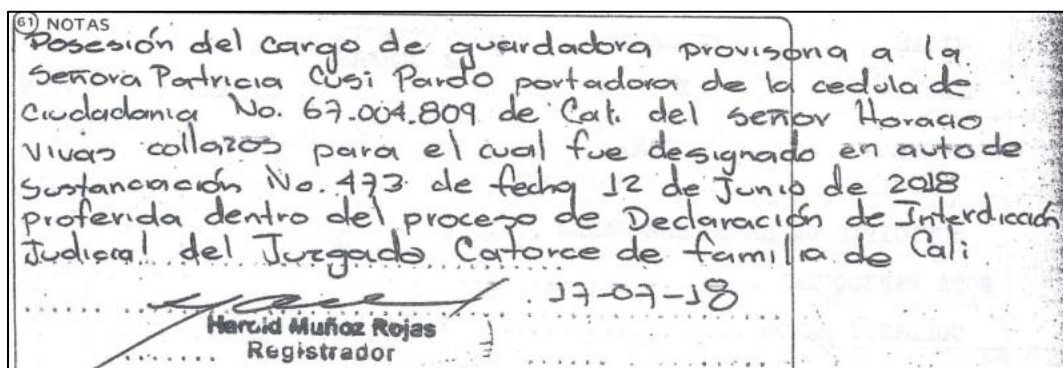 61) NOTAS
Posesión del cargo de guardadora provisoria a la
Señora Patricia Cusi Pardo portadora de la cedula de
Ciudadania No. 67.004.809 de Cali del señor Horacio
Vivas collazos para el cual fue designado en auto de
Sustanciación No. 473 de fecha 12 de Junio de 2018
proferida dentro del proceso de Declaración de Interdicción
Judicial del Juzgado Catorce de familia de Cali
17-07-18
Harcid Muñoz Rojas
Registrador